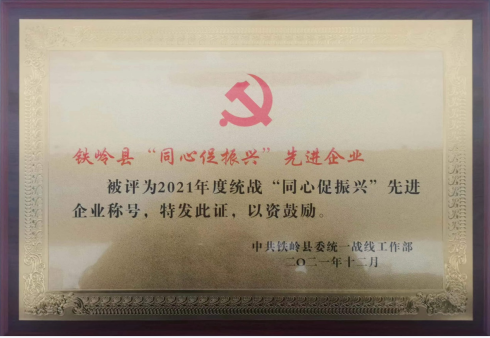 铁岭县“同心促振兴”先进企业
被评为2021年度统战“同心促振兴”先进
企业称号，特发此证，以资鼓励。
中共铁岭县委统一战线工作部
二〇二一年十二月